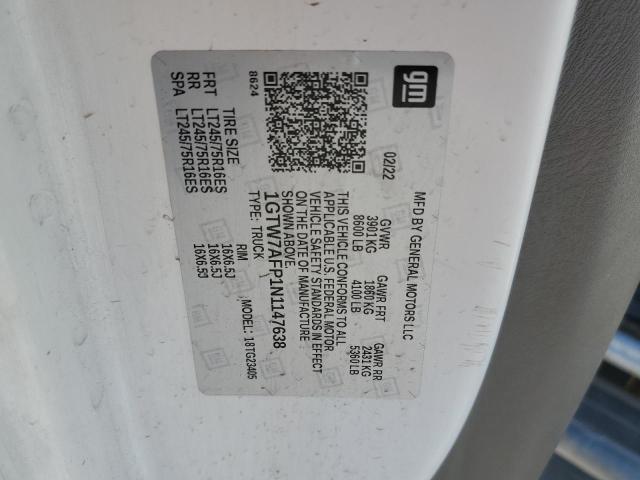 gm
MFD BY GENERAL MOTORS LLC
02/22 GVWR GAWR FRT GAWR RR
3901 KG 1860 KG 2431 KG
8600 LB 4100 LB 5360 LB
THIS VEHICLE CONFORMS TO ALL
APPLICABLE U.S. FEDERAL MOTOR
VEHICLE SAFETY STANDARDS IN EFFECT
ON THE DATE OF MANUFACTURE
SHOWN ABOVE.
1GTW7AFP1N1147638
TYPE: TRUCK MODEL: 18TG23405
8624
TIRE SIZE RIM
FRT LT245/75R16ES 16X6.5J
RR LT245/75R16ES 16X6.5J
SPA LT245/75R16ES 16X6.5J